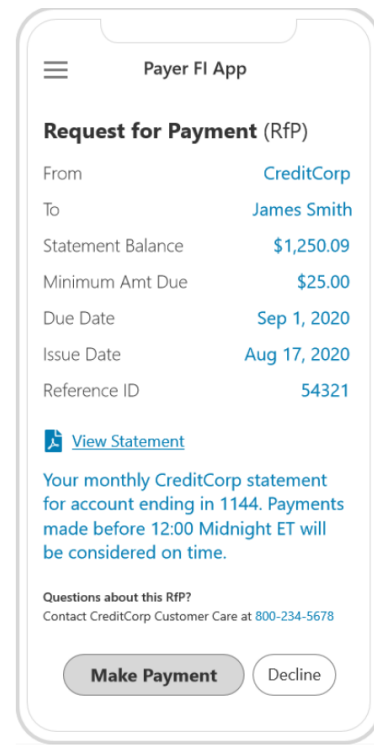 Payer FI App
Request for Payment (RfP)
From CreditCorp
To James Smith
Statement Balance $1,250.09
Minimum Amt Due $25.00
Due Date Sep 1, 2020
Issue Date Aug 17, 2020
Reference ID 54321
View Statement
Your monthly CreditCorp statement
for account ending in 1144. Payments
made before 12:00 Midnight ET will
be considered on time.
Questions about this RfP?
Contact CreditCorp Customer Care at 800-234-5678
Make Payment Decline